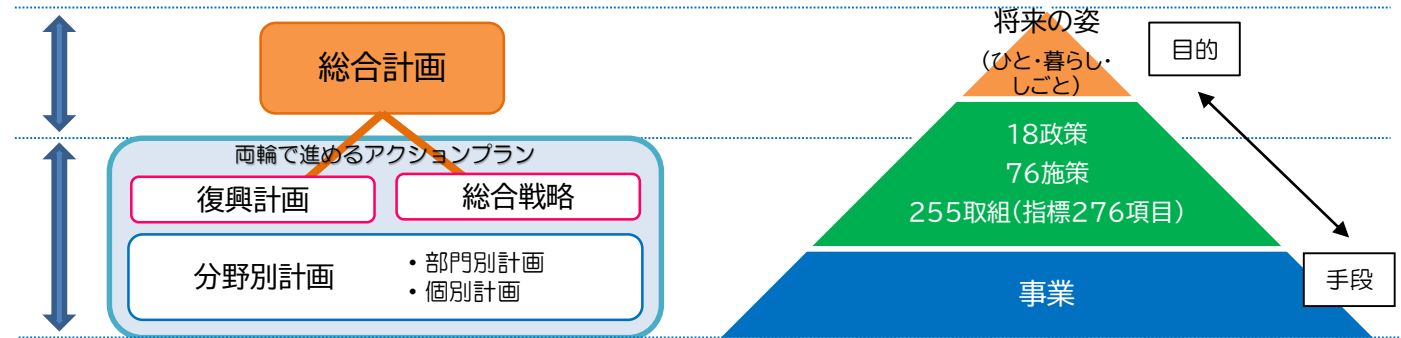 総合計画
両輪で進めるアクションプラン
復興計画
総合戦略
分野別計画
・部門別計画
・個別計画
将来の姿
(ひと・暮らし・
しごと)
18政策
76施策
255取組(指標276項目)
事業
目的
手段